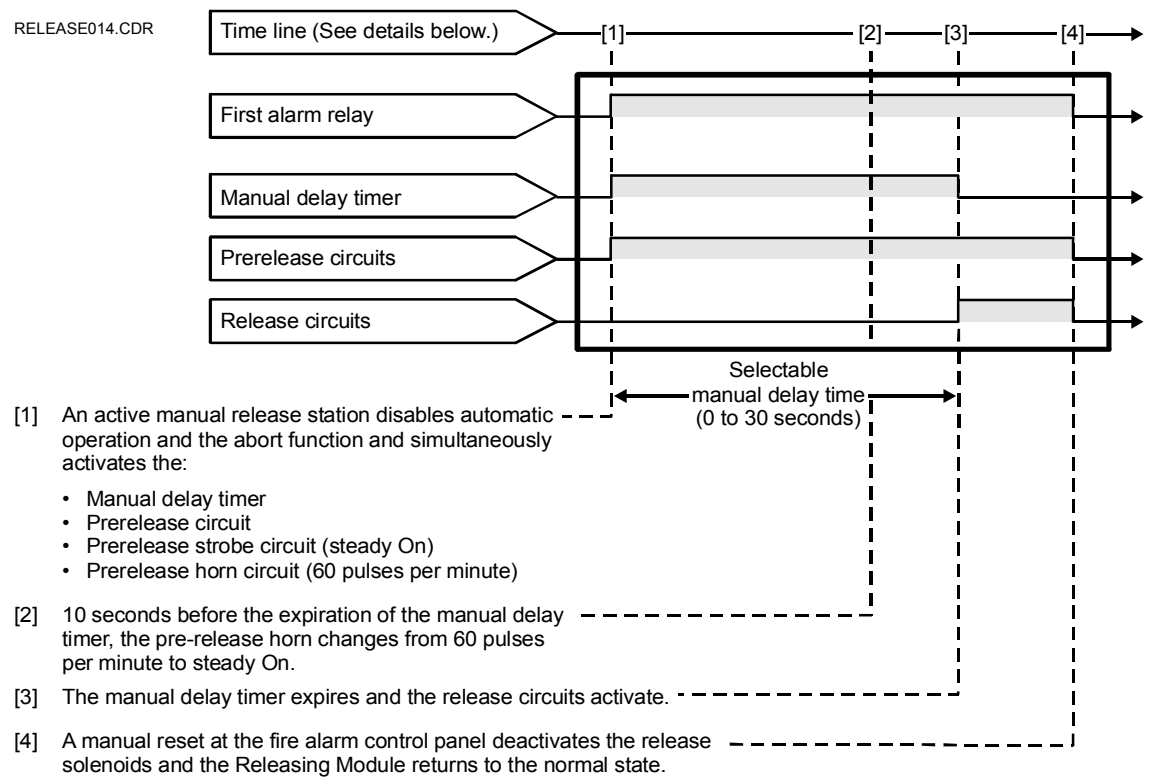 RELEASE014.CDR
Time line (See details below.)
[1] [2] [3] [4]
First alarm relay
Manual delay timer
Prerelease circuits
Release circuits
Selectable
manual delay time
(0 to 30 seconds)
[1] An active manual release station disables automatic
operation and the abort function and simultaneously
activates the:
• Manual delay timer
• Prerelease circuit
• Prerelease strobe circuit (steady On)
• Prerelease horn circuit (60 pulses per minute)
[2] 10 seconds before the expiration of the manual delay
timer, the pre-release horn changes from 60 pulses
per minute to steady On.
[3] The manual delay timer expires and the release circuits activate.
[4] A manual reset at the fire alarm control panel deactivates the release
solenoids and the Releasing Module returns to the normal state.